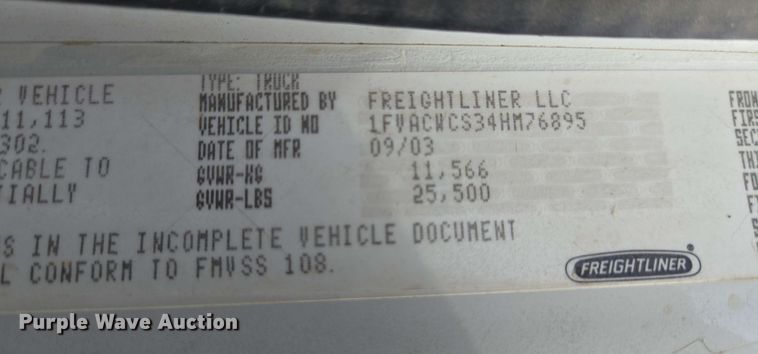 TYPE: TRUCK
VEHICLE MANUFACTURED BY FREIGHTLINER LLC
11,113 VEHICLE ID NO 1FVACWCS34HM76895
302. DATE OF MFR 09/03
CABLE TO GVWR-KG 11,566
TIALLY GVWR-LBS 25,500
S IN THE INCOMPLETE VEHICLE DOCUMENT
L CONFORM TO FMVSS 108.
FREIGHTLINER
Purple Wave Auction